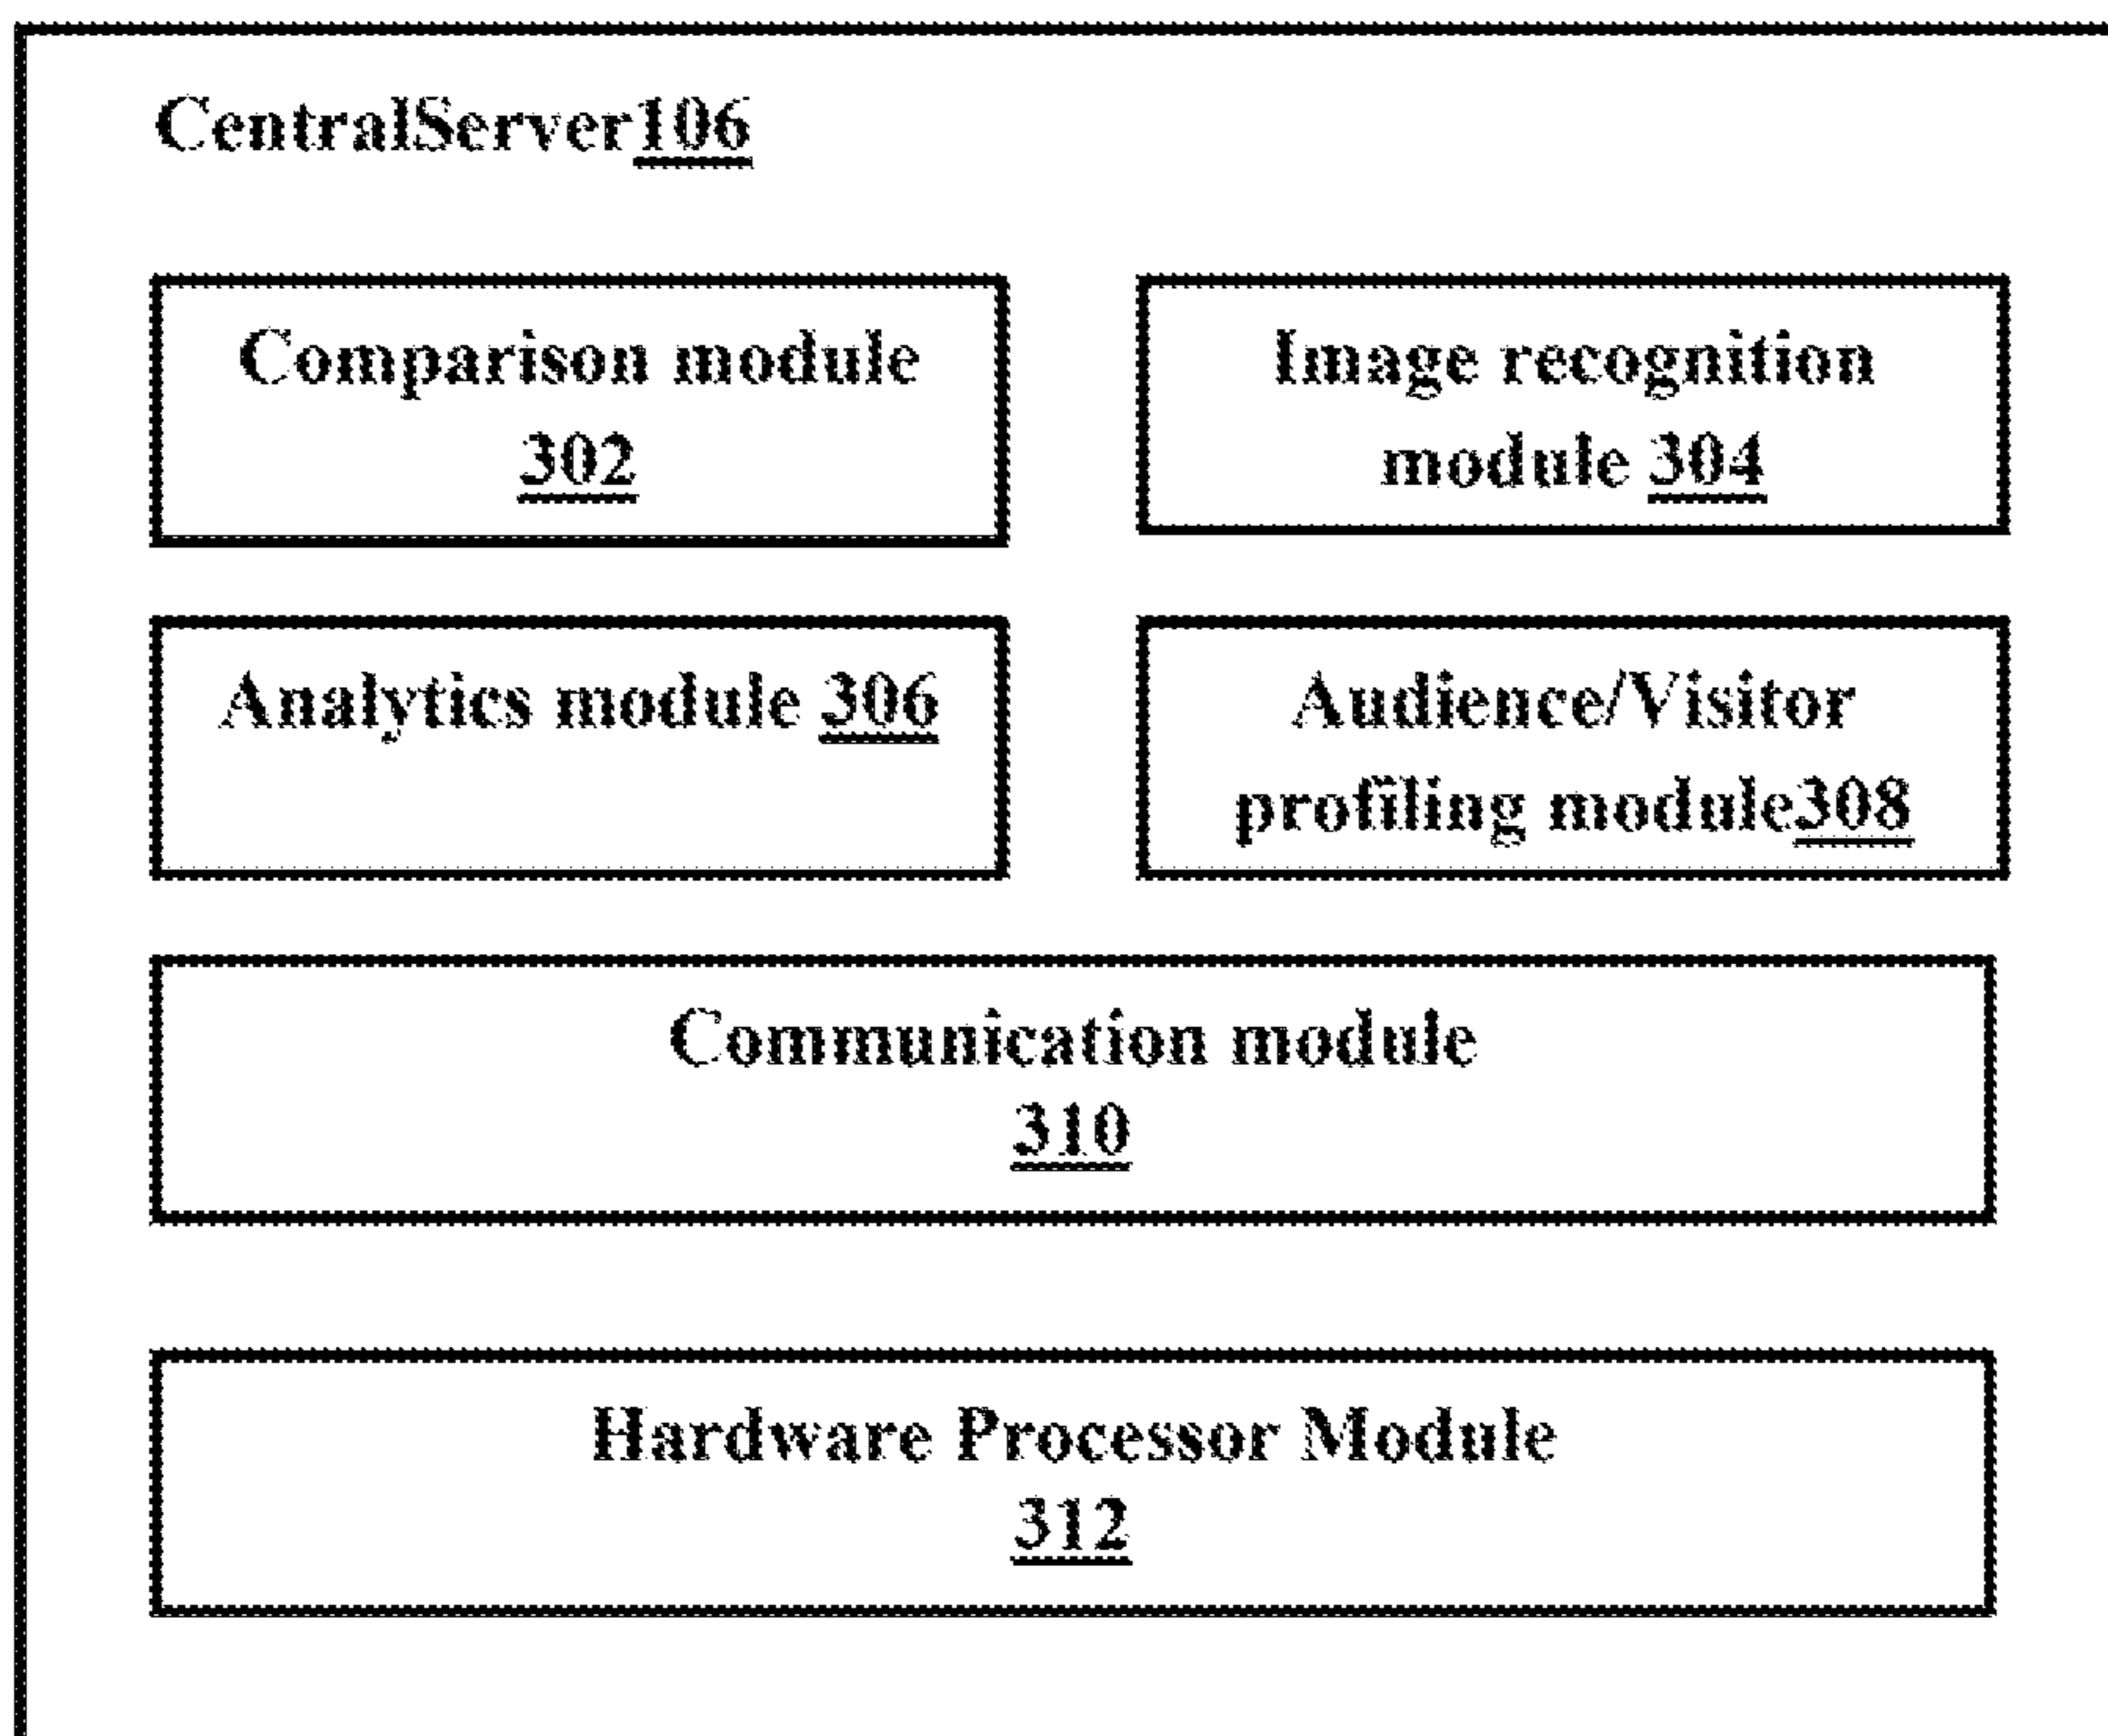 CentralServer106
Comparison module
302
Image recognition
module 304
Analytics module 306
Audience/Visitor
profiling module308
Communication module
310
Hardware Processor Module
312